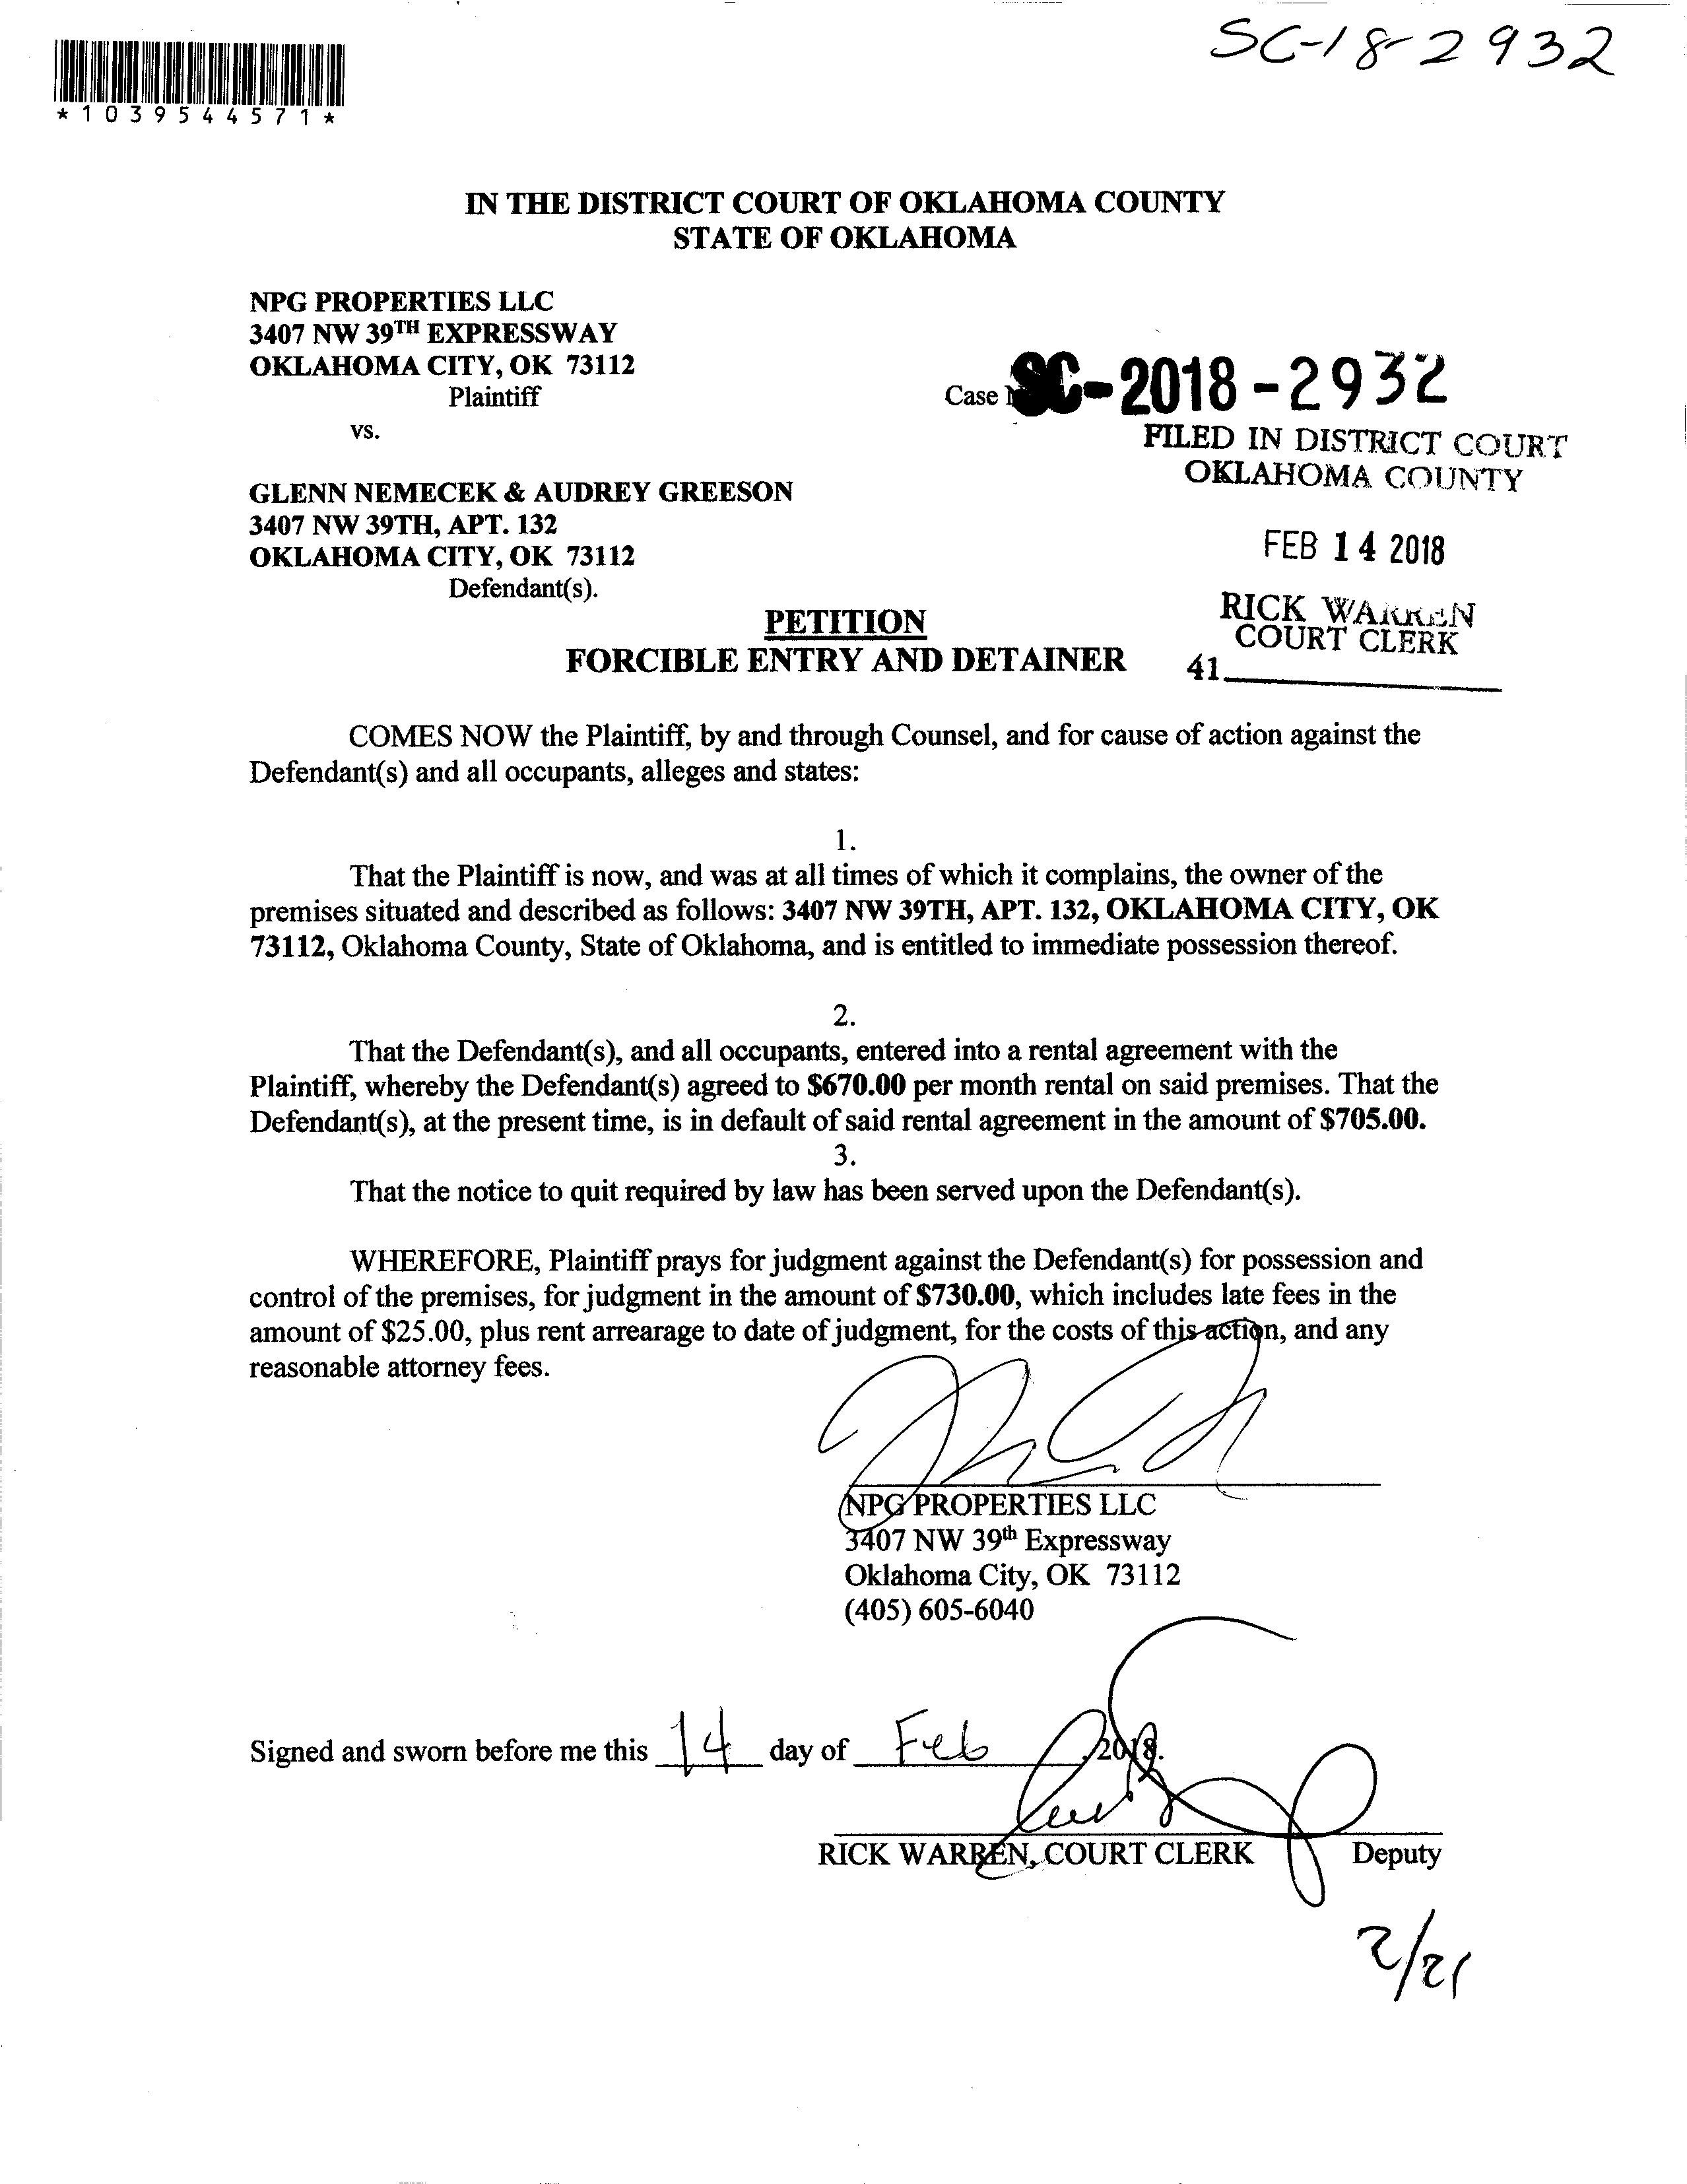 SC-18-2932
*1039544571*
IN THE DISTRICT COURT OF OKLAHOMA COUNTY
STATE OF OKLAHOMA
NPG PROPERTIES LLC
3407 NW 39TH EXPRESSWAY
OKLAHOMA CITY, OK 73112
Plaintiff
Case SC-2018-2932
vs.
FILED IN DISTRICT COURT
OKLAHOMA COUNTY
GLENN NEMECEK & AUDREY GREESON
3407 NW 39TH, APT. 132
OKLAHOMA CITY, OK 73112
FEB 14 2018
Defendant(s).
RICK WARREN
COURT CLERK
41
PETITION
FORCIBLE ENTRY AND DETAINER
COMES NOW the Plaintiff, by and through Counsel, and for cause of action against the
Defendant(s) and all occupants, alleges and states:
1.
That the Plaintiff is now, and was at all times of which it complains, the owner of the
premises situated and described as follows: 3407 NW 39TH, APT. 132, OKLAHOMA CITY, OK
73112, Oklahoma County, State of Oklahoma, and is entitled to immediate possession thereof.
2.
That the Defendant(s), and all occupants, entered into a rental agreement with the
Plaintiff, whereby the Defendant(s) agreed to $670.00 per month rental on said premises. That the
Defendant(s), at the present time, is in default of said rental agreement in the amount of $705.00.
3.
That the notice to quit required by law has been served upon the Defendant(s).
WHEREFORE, Plaintiff prays for judgment against the Defendant(s) for possession and
control of the premises, for judgment in the amount of $730.00, which includes late fees in the
amount of $25.00, plus rent arrearage to date of judgment, for the costs of this action, and any
reasonable attorney fees.
NPG PROPERTIES LLC
3407 NW 39th Expressway
Oklahoma City, OK 73112
(405) 605-6040
Signed and sworn before me this 14 day of Feb, 2018.
RICK WARREN, COURT CLERK Deputy
2/21